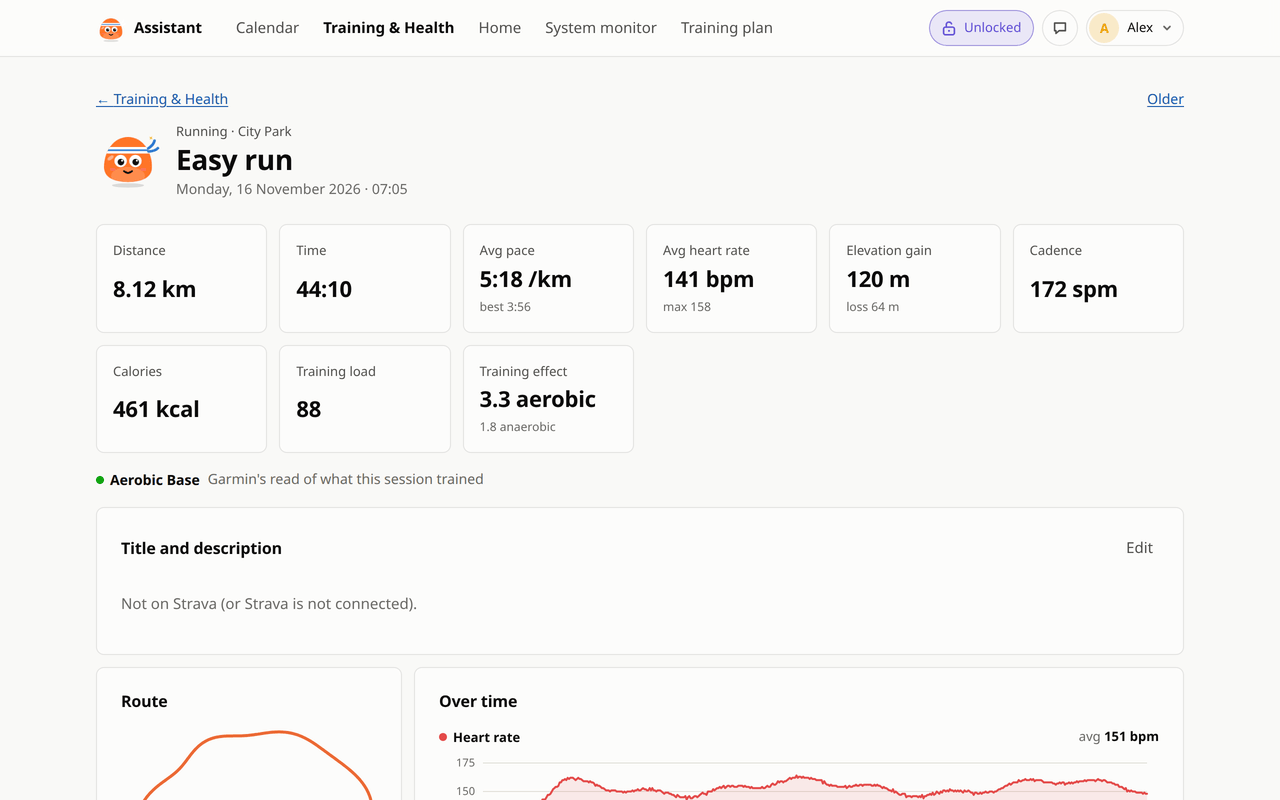 Assistant
Calendar
Training & Health
Home
System monitor
Training plan
Unlocked
A
Alex
← Training & Health
Older
Running · City Park
Easy run
Monday, 16 November 2026 · 07:05
Distance
8.12 km
Time
44:10
Avg pace
5:18 /km
best 3:56
Avg heart rate
141 bpm
max 158
Elevation gain
120 m
loss 64 m
Cadence
172 spm
Calories
461 kcal
Training load
88
Training effect
3.3 aerobic
1.8 anaerobic
Aerobic Base Garmin's read of what this session trained
Title and description
Edit
Not on Strava (or Strava is not connected).
Route
Over time
Heart rate
avg 151 bpm
175
150